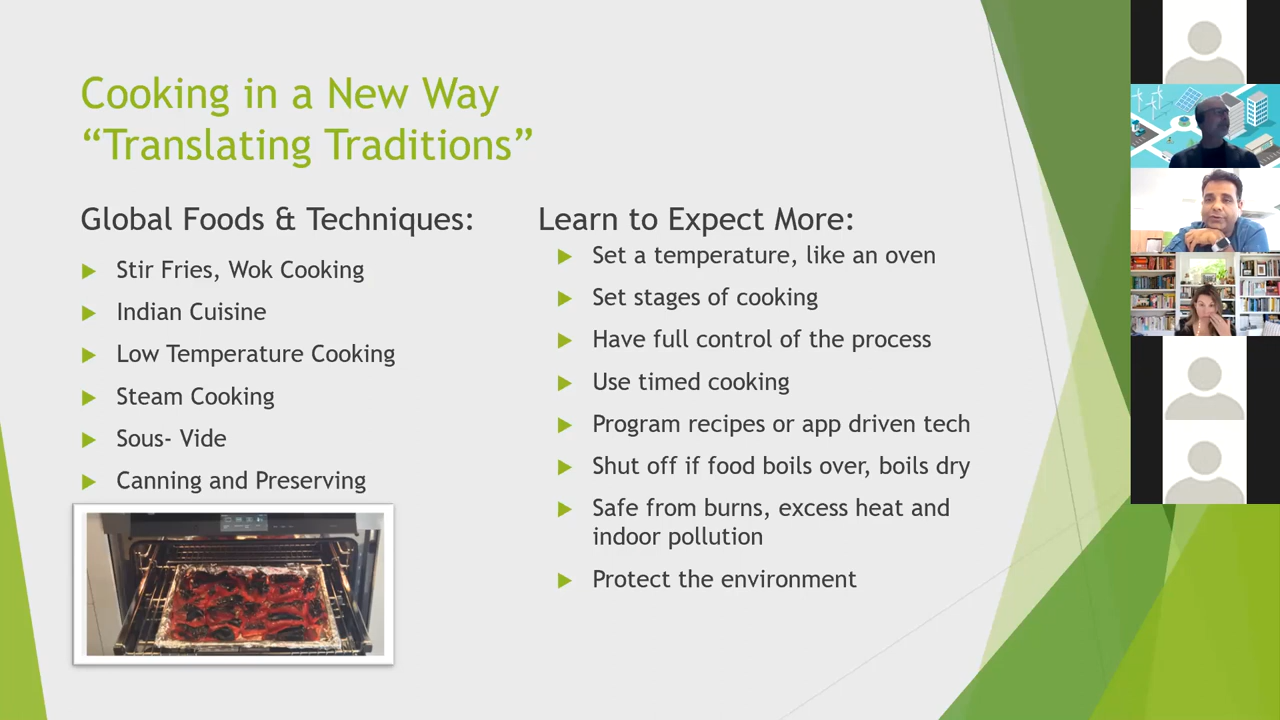 Cooking in a New Way
“Translating Traditions”
Global Foods & Techniques:
Stir Fries, Wok Cooking
Indian Cuisine
Low Temperature Cooking
Steam Cooking
Sous- Vide
Canning and Preserving
Learn to Expect More:
Set a temperature, like an oven
Set stages of cooking
Have full control of the process
Use timed cooking
Program recipes or app driven tech
Shut off if food boils over, boils dry
Safe from burns, excess heat and
indoor pollution
Protect the environment